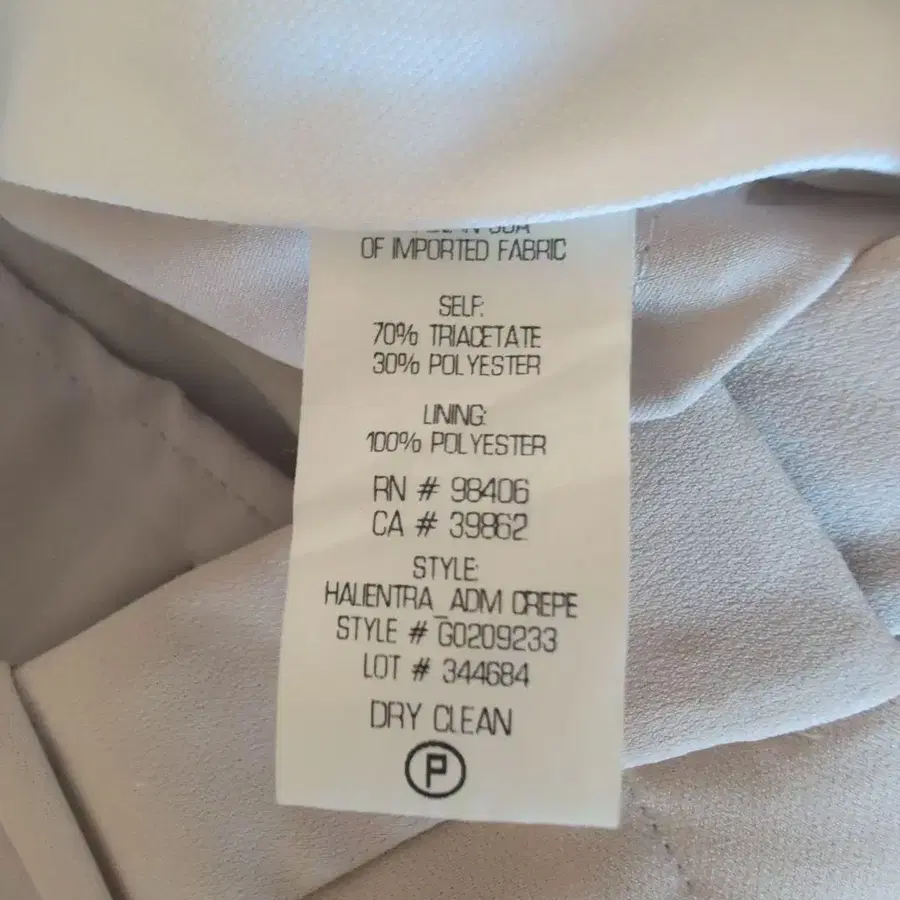 OF IMPORTED FABRIC
SELF:
70% TRIACETATE
30% POLYESTER
LINING:
100% POLYESTER
RN # 98406
CA # 39862
STYLE:
HALIENTRA_ADM CREPE
STYLE # G0209233
LOT # 344684
DRY CLEAN
P